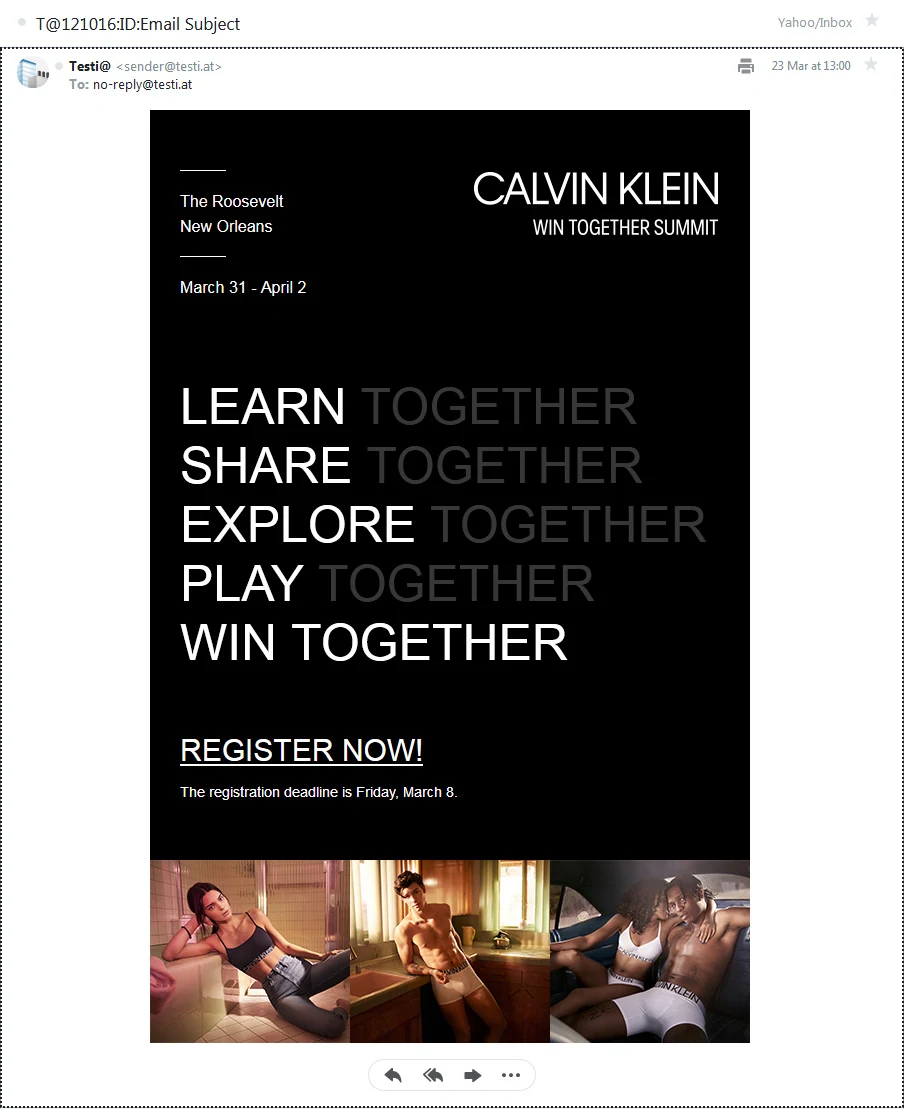 T@121016:ID:Email Subject
Yahoo/Inbox
Testi@ <sender@testi.at>
23 Mar at 13:00
To: no-reply@testi.at
The Roosevelt
New Orleans
March 31 - April 2
CALVIN KLEIN
WIN TOGETHER SUMMIT
LEARN TOGETHER
SHARE TOGETHER
EXPLORE TOGETHER
PLAY TOGETHER
WIN TOGETHER
REGISTER NOW!
The registration deadline is Friday, March 8.